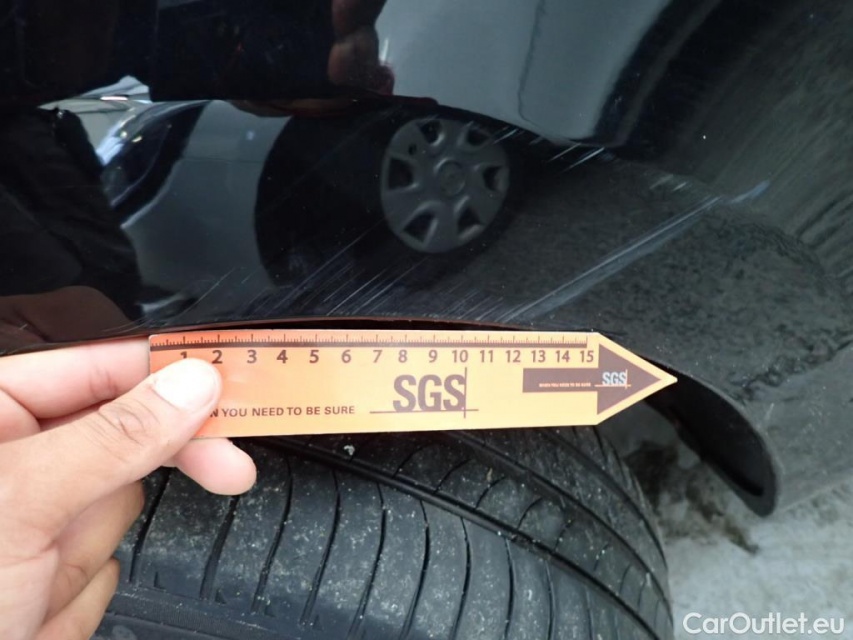 1 2 3 4 5 6 7 8 9 10 11 12 13 14 15
SGS
SGS
N YOU NEED TO BE SURE
CarOutlet.eu